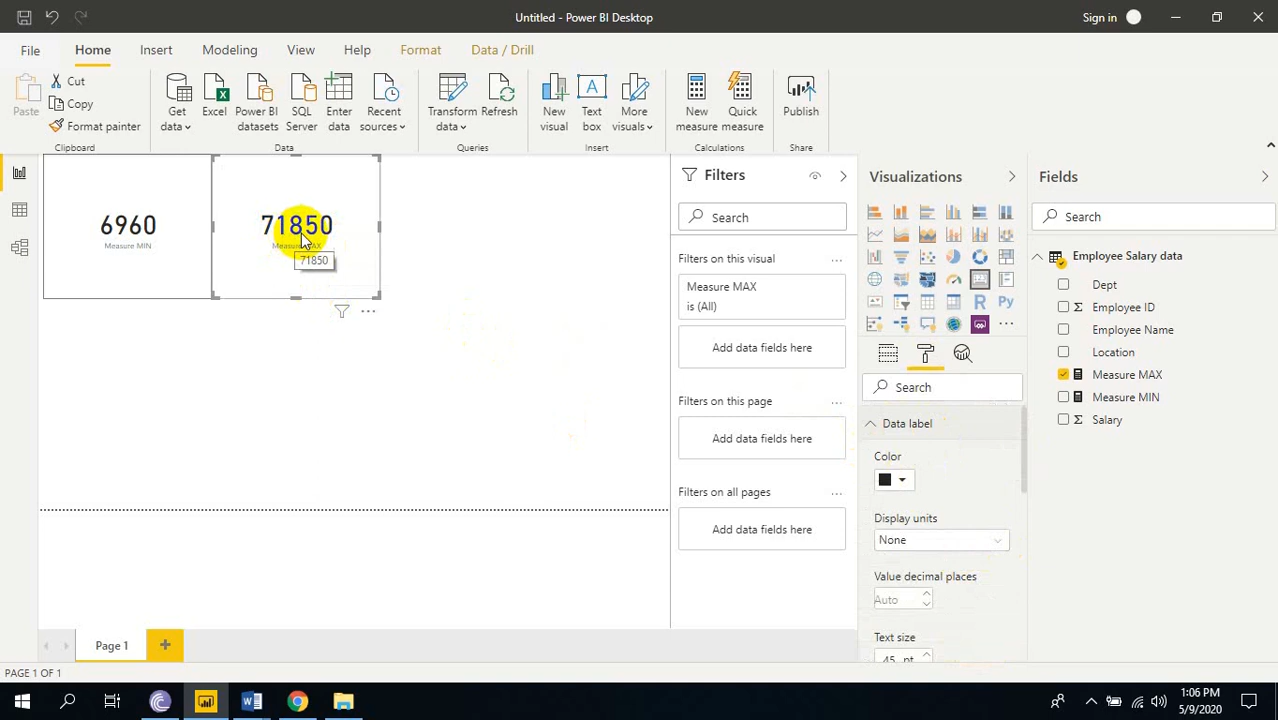 Untitled - Power BI Desktop
Sign in
File
Home
Insert
Modeling
View
Help
Format
Data / Drill
Paste
Cut
Copy
Format painter
Clipboard
Get data
Excel
Power BI datasets
SQL Server
Enter data
Recent sources
Data
Transform data
Refresh
Queries
New visual
Text box
More visuals
Insert
New measure
Quick measure
Calculations
Publish
Share
6960
Measure MIN
71850
Measure MAX
71850
Filters
Search
Filters on this visual
Measure MAX
is (All)
Add data fields here
Filters on this page
Add data fields here
Filters on all pages
Add data fields here
Visualizations
R
Py
Search
Data label
Color
Display units
None
Value decimal places
Auto
Text size
45 pt
Fields
Search
Employee Salary data
Dept
Employee ID
Employee Name
Location
Measure MAX
Measure MIN
Salary
Page 1
PAGE 1 OF 1
1:06 PM
5/9/2020